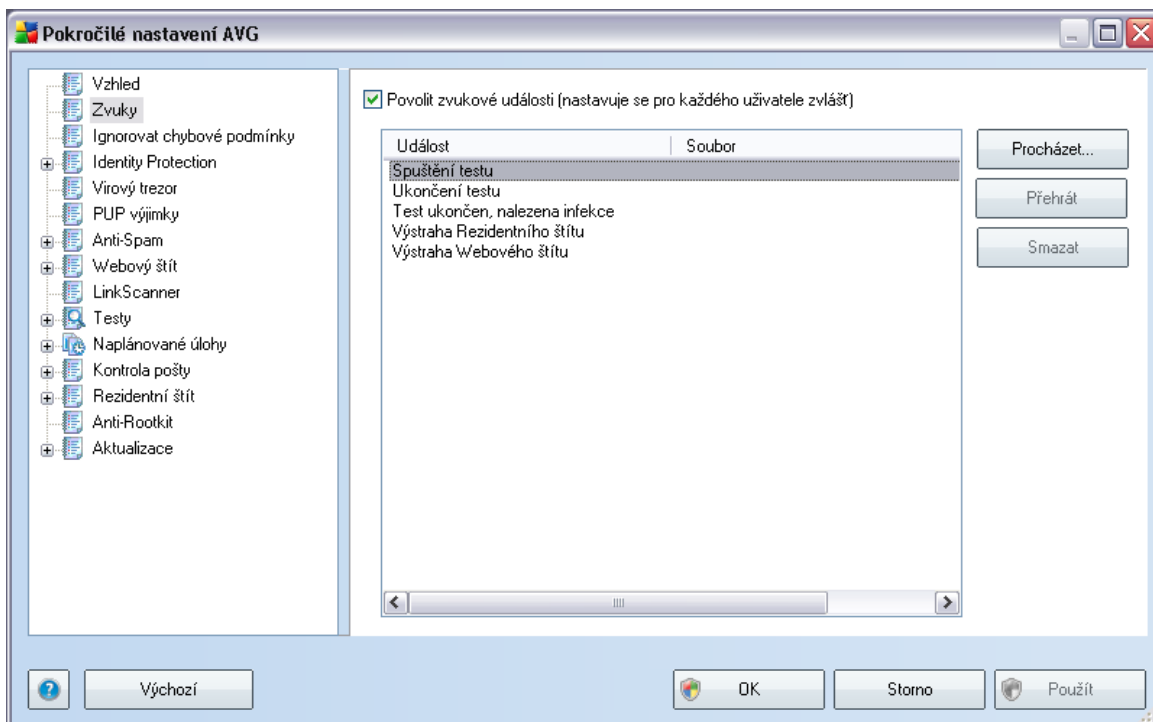 Pokročilé nastavení AVG
Vzhled
Zvuky
Ignorovat chybové podmínky
Identity Protection
Virový trezor
PUP výjimky
Anti-Spam
Webový štít
LinkScanner
Testy
Naplánované úlohy
Kontrola pošty
Rezidentní štít
Anti-Rootkit
Aktualizace
Povolit zvukové události (nastavuje se pro každého uživatele zvlášť)
Událost Soubor
Spuštění testu
Ukončení testu
Test ukončen, nalezena infekce
Výstraha Rezidentního štítu
Výstraha Webového štítu
Procházet...
Přehrát
Smazat
Výchozí OK Storno Použít